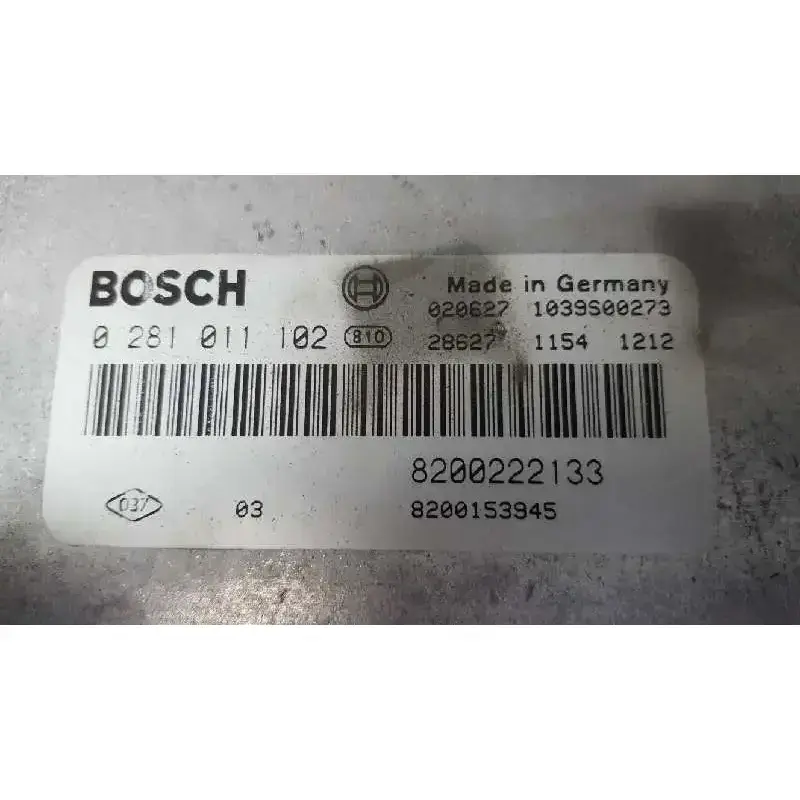 BOSCH
Made in Germany
020627 1039S00273
0 281 011 102 810 28627 1154 1212
8200222133
037 03 8200153945